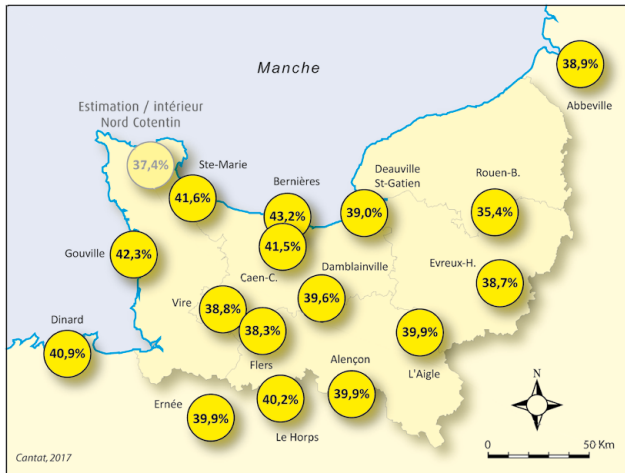 Manche
38,9%
Abbeville
Estimation / intérieur
Nord Cotentin
37,4%
Ste-Marie
41,6%
Bernières
43,2%
41,5%
Caen-C.
Deauville
St-Gatien
39,0%
Rouen-B.
35,4%
Gouville
42,3%
Damblainville
39,6%
Evreux-H.
38,7%
Vire
38,8%
38,3%
Flers
Dinard
40,9%
39,9%
L'Aigle
Alençon
39,9%
Ernée
39,9%
40,2%
Le Horps
N
0 50 Km
Cantat, 2017